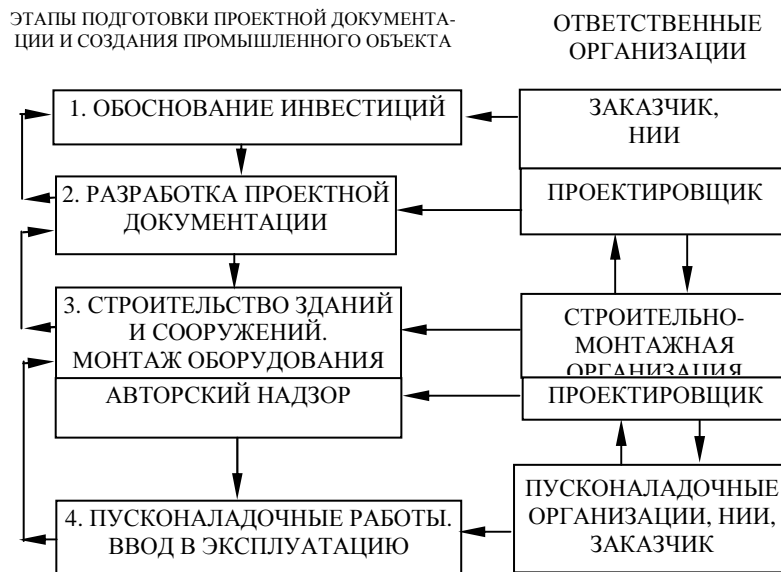 ЭТАПЫ ПОДГОТОВКИ ПРОЕКТНОЙ ДОКУМЕНТА-
ЦИИ И СОЗДАНИЯ ПРОМЫШЛЕННОГО ОБЪЕКТА
ОТВЕТСТВЕННЫЕ
ОРГАНИЗАЦИИ
1. ОБОСНОВАНИЕ ИНВЕСТИЦИЙ
ЗАКАЗЧИК,
НИИ
2. РАЗРАБОТКА ПРОЕКТНОЙ
ДОКУМЕНТАЦИИ
ПРОЕКТИРОВЩИК
3. СТРОИТЕЛЬСТВО ЗДАНИЙ
И СООРУЖЕНИЙ.
МОНТАЖ ОБОРУДОВАНИЯ
СТРОИТЕЛЬНО-
МОНТАЖНАЯ
ОРГАНИЗАЦИЯ
АВТОРСКИЙ НАДЗОР
ПРОЕКТИРОВЩИК
4. ПУСКОНАЛАДОЧНЫЕ РАБОТЫ.
ВВОД В ЭКСПЛУАТАЦИЮ
ПУСКОНАЛАДОЧНЫЕ
ОРГАНИЗАЦИИ, НИИ,
ЗАКАЗЧИК